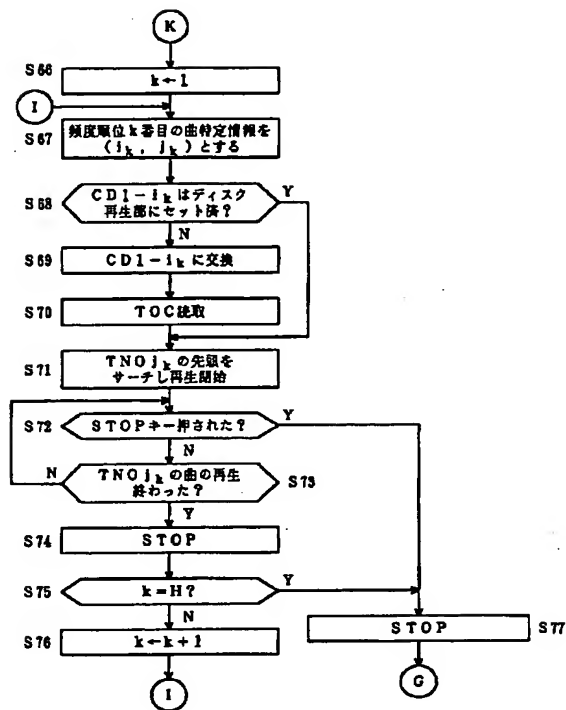 K
S66
k←1
I
S67
頻度順位k番目の曲特定情報を
(ik, jk)とする
S68
CD1-ikはディスク
再生部にセット済?
Y
N
S69
CD1-ikに交換
S70
TOC読取
S71
TNOjkの先頭を
サーチし再生開始
S72
STOPキー押された?
Y
N
N
TNOjkの曲の再生
終わった?
S73
Y
S74
STOP
S75
k=H?
Y
N
S76
k←k+1
STOP
S77
I
G